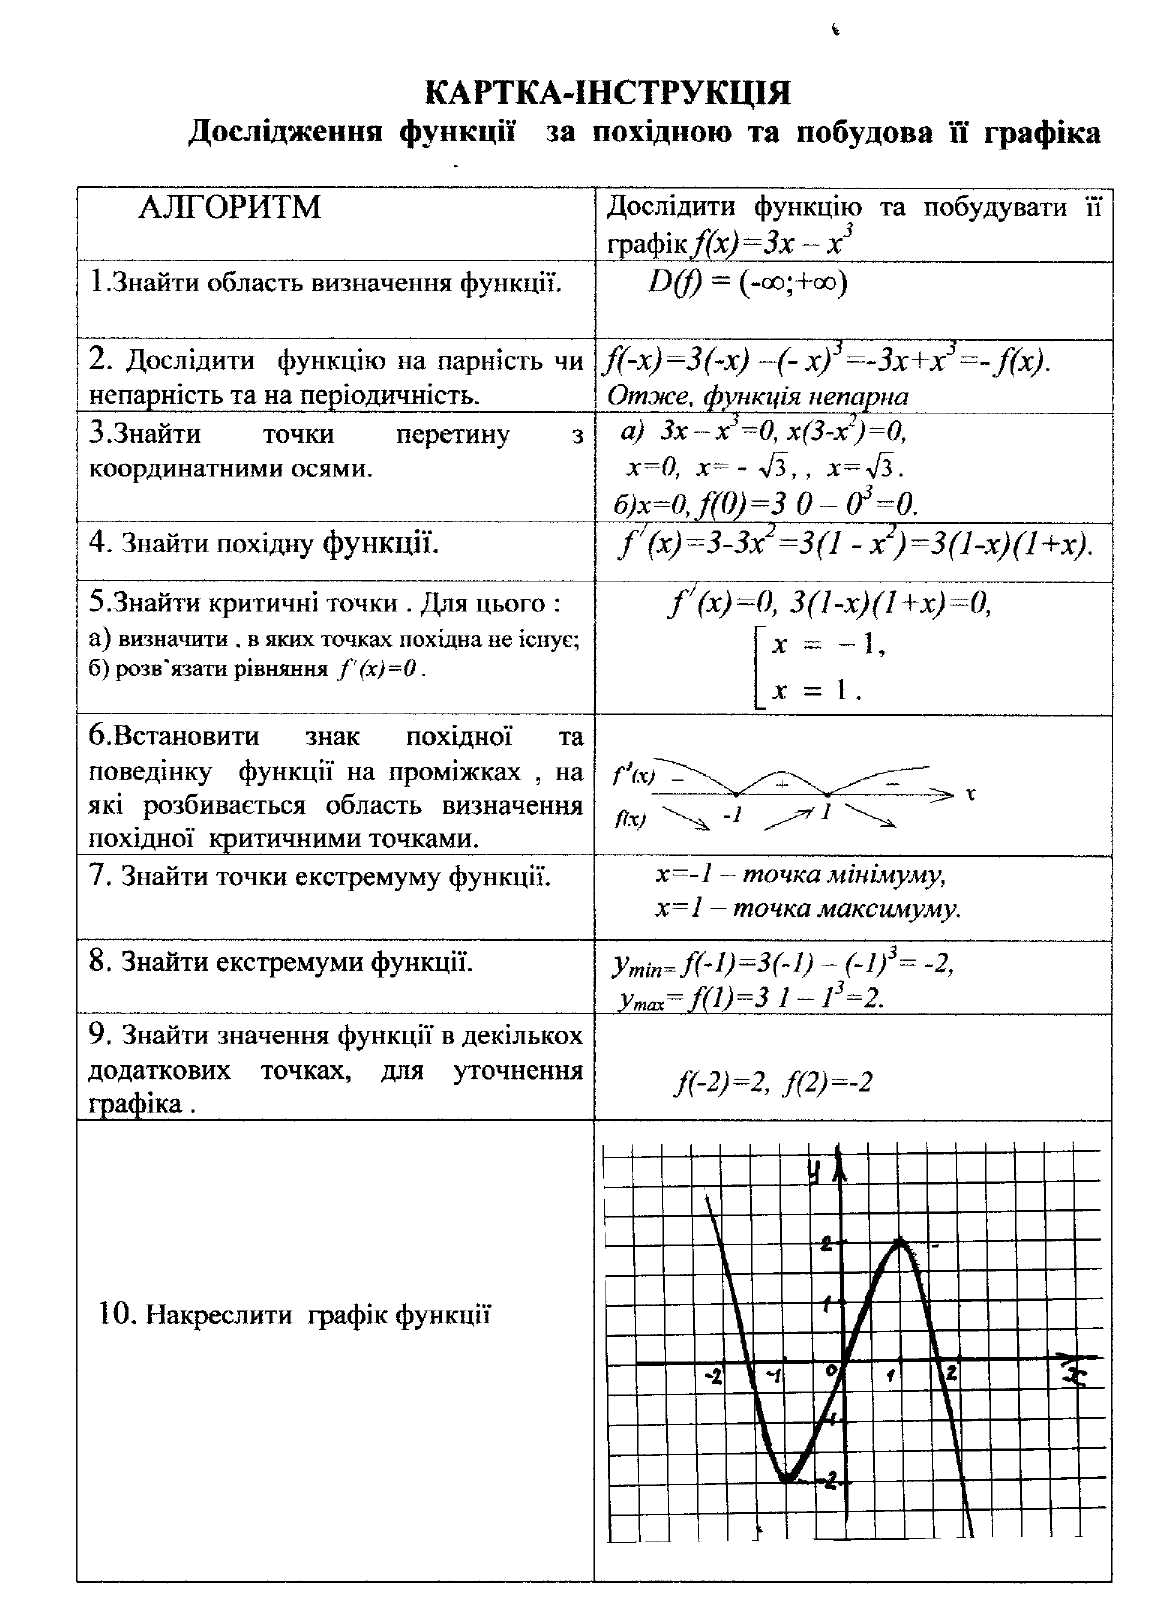 КАРТКА-ІНСТРУКЦІЯ
Дослідження функції за похідною та побудова її графіка
АЛГОРИТМ
Дослідити функцію та побудувати її
графік f(x)=3x – x³
1.Знайти область визначення функції.
D(f) = (-∞;+∞)
2. Дослідити функцію на парність чи
непарність та на періодичність.
f(-x)=3(-x) –(- x)³=-3x+x³=-f(x).
Отже, функція непарна
3.Знайти точки перетину з
координатними осями.
а) 3x – x³=0, x(3-x²)=0,
x=0, x= - √3, , x=√3.
б)x=0, f(0)=3 0 – 0³=0.
4. Знайти похідну функції.
f′(x)=3-3x²=3(1 - x²)=3(1-x)(1+x).
5.Знайти критичні точки . Для цього :
а) визначити , в яких точках похідна не існує;
б) розв'язати рівняння f′(x)=0 .
f′(x)=0, 3(1-x)(1+x)=0,
x = – 1,
x = 1 .
6.Встановити знак похідної та
поведінку функції на проміжках , на
які розбивається область визначення
похідної критичними точками.
f′(x) – + – x
f(x) -1 1
7. Знайти точки екстремуму функції.
x=-1 – точка мінімуму,
x=1 – точка максимуму.
8. Знайти екстремуми функції.
ymin= f(-1)=3(-1) – (-1)³= -2,
ymax= f(1)=3 1 – 1³=2.
9. Знайти значення функції в декількох
додаткових точках, для уточнення
графіка .
f(-2)=2, f(2)=-2
10. Накреслити графік функції
y
2
1
-2 -1 0 1 2 x
-1
-2